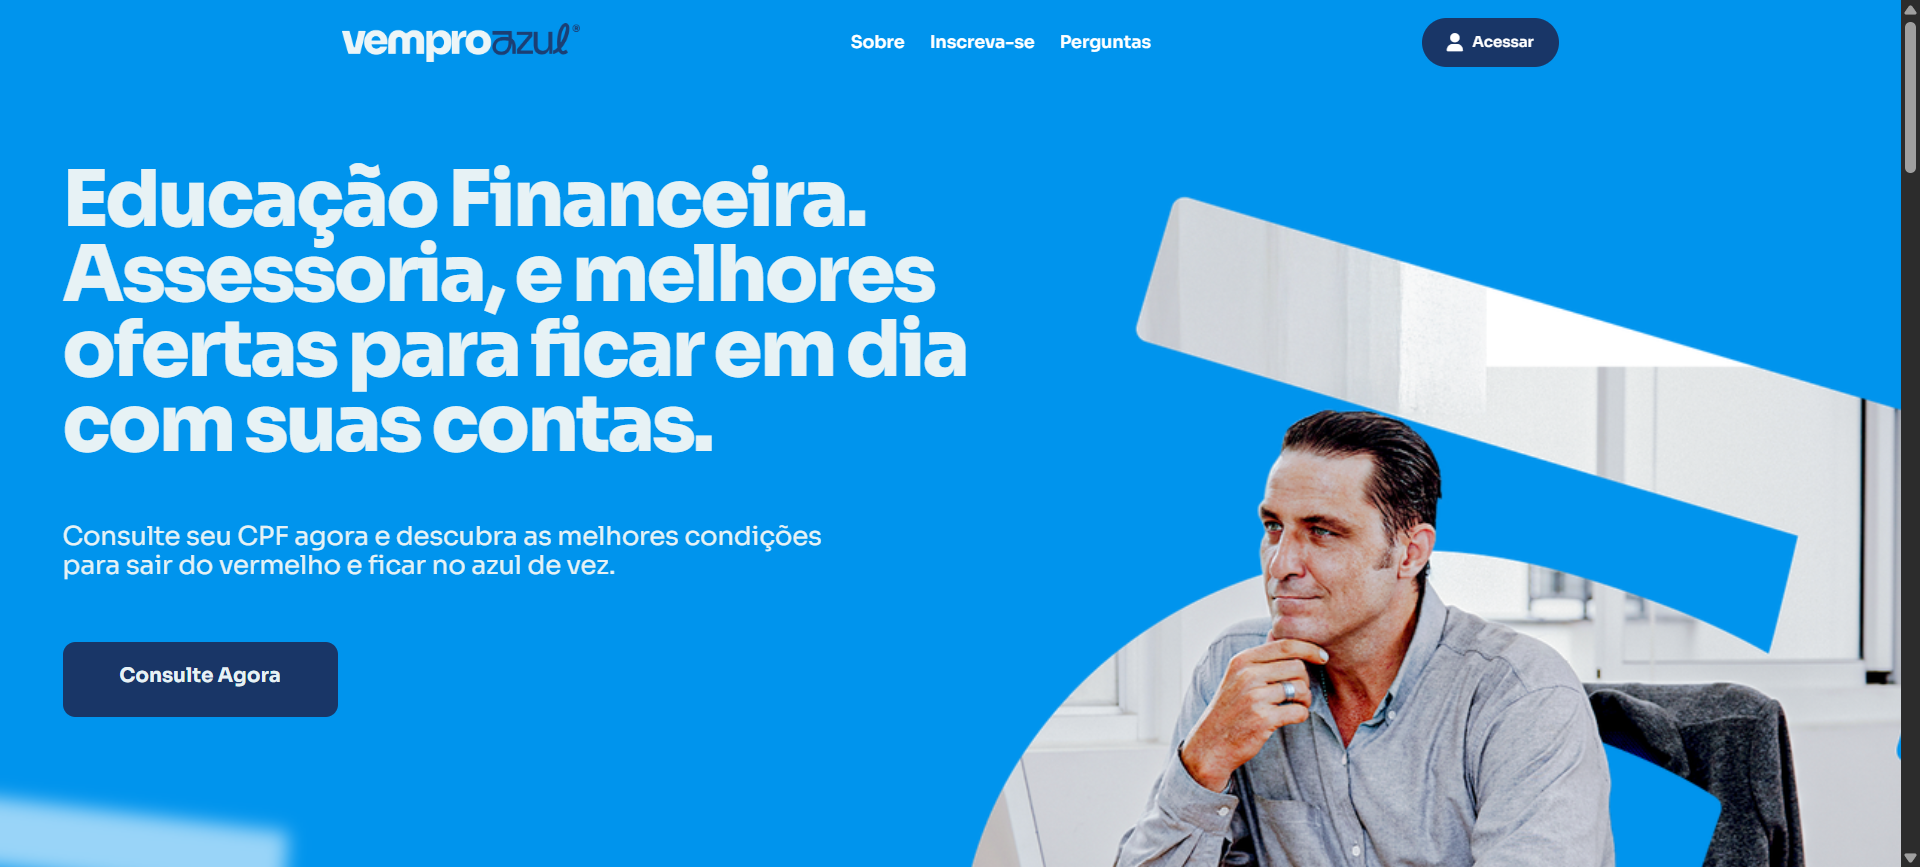 vemproazul®
Sobre Inscreva-se Perguntas
Acessar
Educação Financeira.
Assessoria, e melhores
ofertas para ficar em dia
com suas contas.
Consulte seu CPF agora e descubra as melhores condições
para sair do vermelho e ficar no azul de vez.
Consulte Agora